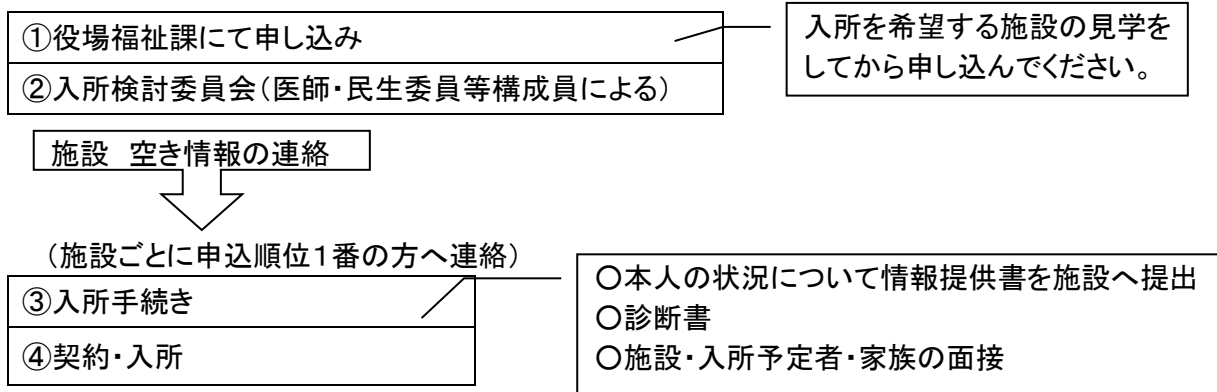 ①役場福祉課にて申し込み
入所を希望する施設の見学を
してから申し込んでください。
②入所検討委員会(医師・民生委員等構成員による)
施設 空き情報の連絡
(施設ごとに申込順位1番の方へ連絡)
③入所手続き
〇本人の状況について情報提供書を施設へ提出
〇診断書
〇施設・入所予定者・家族の面接
④契約・入所